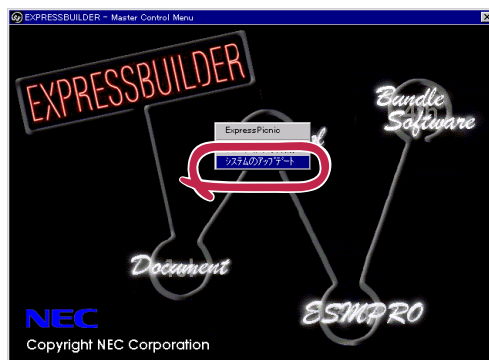 EXPRESSBUILDER - Master Control Menu
EXPRESSBUILDER
Bundle
Software
ExpressPicnic
システムのアップデート
Document
ESMPRO
NEC
Copyright NEC Corporation